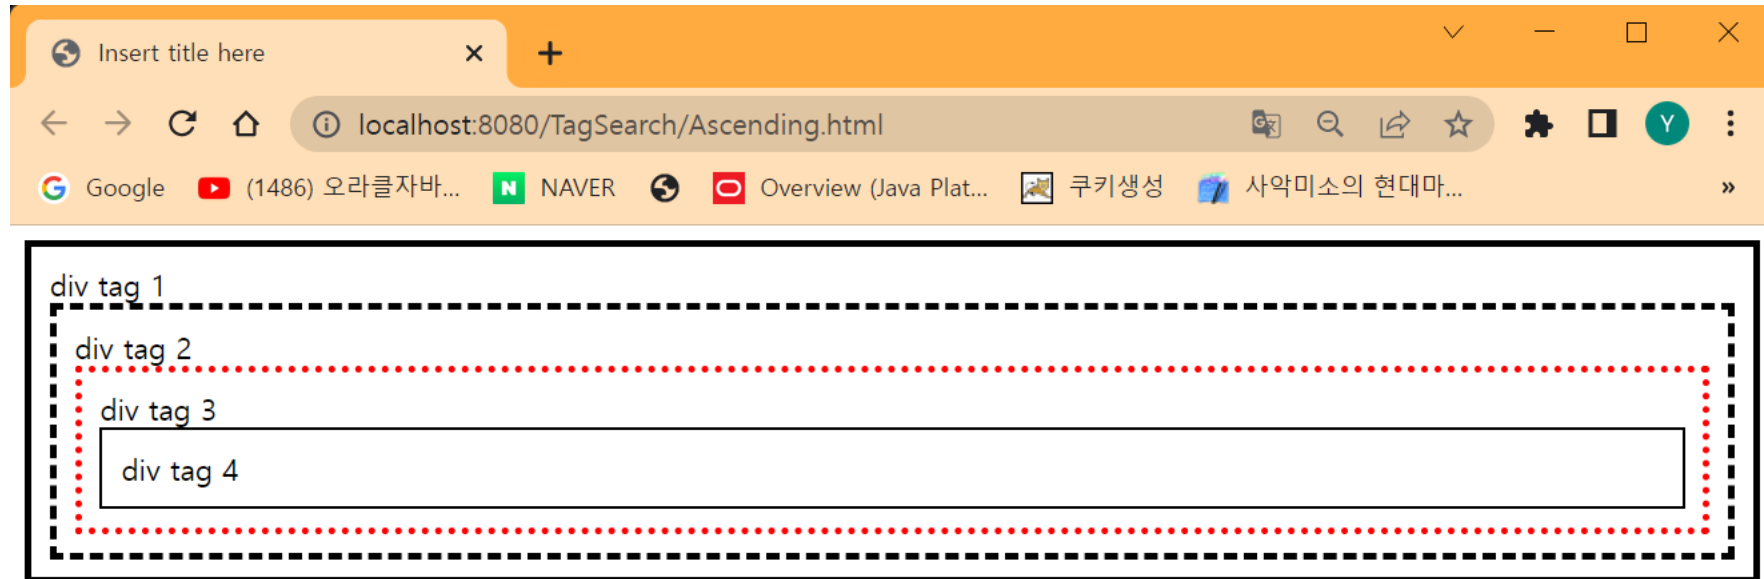 Insert title here
localhost:8080/TagSearch/Ascending.html
Y
Google (1486) 오라클자바... N NAVER Overview (Java Plat... 쿠키생성 사악미소의 현대마... »
div tag 1
div tag 2
div tag 3
div tag 4